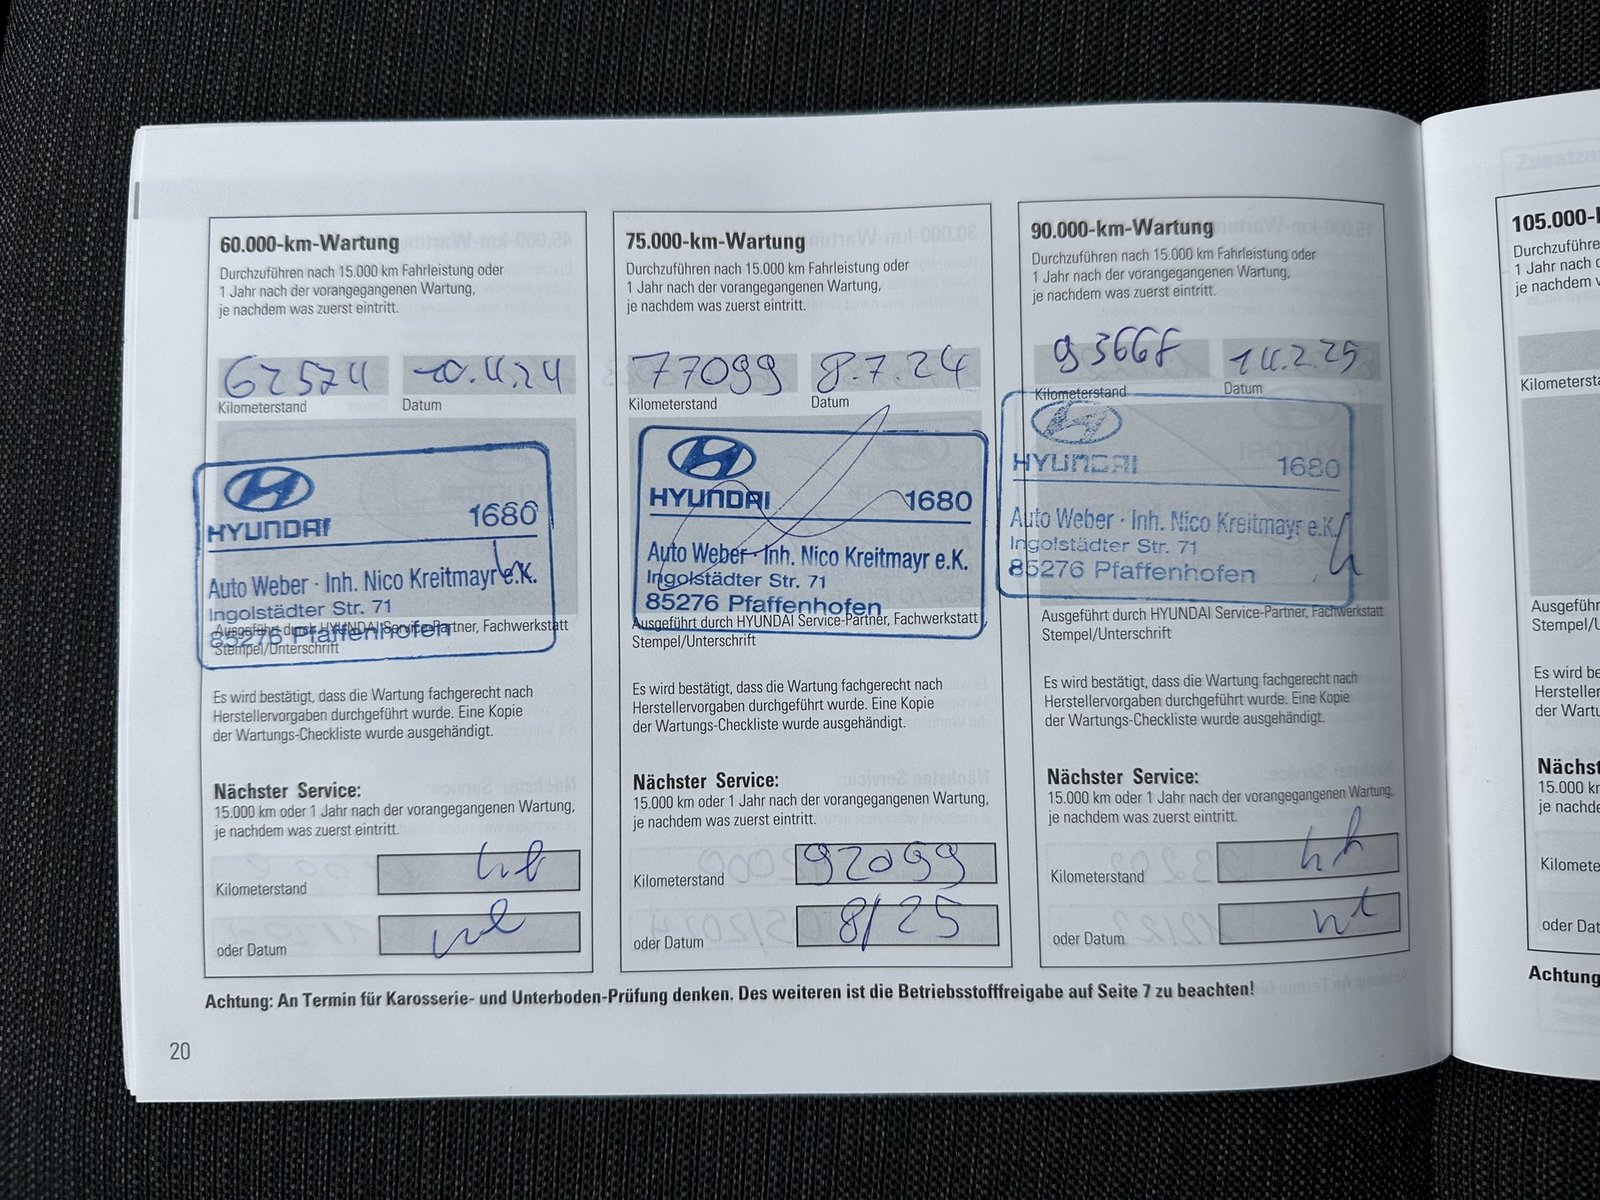 60.000-km-Wartung
Durchzuführen nach 15.000 km Fahrleistung oder
1 Jahr nach der vorangegangenen Wartung,
je nachdem was zuerst eintritt.
62574 10.4.24
Kilometerstand Datum
HYUNDAI 1680
Auto Weber · Inh. Nico Kreitmayr e.K.
Ingolstädter Str. 71
85276 Pfaffenhofen
Ausgeführt durch HYUNDAI Service-Partner, Fachwerkstatt
Stempel/Unterschrift
Es wird bestätigt, dass die Wartung fachgerecht nach
Herstellervorgaben durchgeführt wurde. Eine Kopie
der Wartungs-Checkliste wurde ausgehändigt.
Nächster Service:
15.000 km oder 1 Jahr nach der vorangegangenen Wartung,
je nachdem was zuerst eintritt.
Kilometerstand
oder Datum
75.000-km-Wartung
Durchzuführen nach 15.000 km Fahrleistung oder
1 Jahr nach der vorangegangenen Wartung,
je nachdem was zuerst eintritt.
77099 8.7.24
Kilometerstand Datum
HYUNDAI 1680
Auto Weber · Inh. Nico Kreitmayr e.K.
Ingolstädter Str. 71
85276 Pfaffenhofen
Ausgeführt durch HYUNDAI Service-Partner, Fachwerkstatt
Stempel/Unterschrift
Es wird bestätigt, dass die Wartung fachgerecht nach
Herstellervorgaben durchgeführt wurde. Eine Kopie
der Wartungs-Checkliste wurde ausgehändigt.
Nächster Service:
15.000 km oder 1 Jahr nach der vorangegangenen Wartung,
je nachdem was zuerst eintritt.
Kilometerstand 92099
oder Datum 8/25
90.000-km-Wartung
Durchzuführen nach 15.000 km Fahrleistung oder
1 Jahr nach der vorangegangenen Wartung,
je nachdem was zuerst eintritt.
93668 14.2.25
Kilometerstand Datum
HYUNDAI 1680
Auto Weber · Inh. Nico Kreitmayr e.K.
Ingolstädter Str. 71
85276 Pfaffenhofen
Ausgeführt durch HYUNDAI Service-Partner, Fachwerkstatt
Stempel/Unterschrift
Es wird bestätigt, dass die Wartung fachgerecht nach
Herstellervorgaben durchgeführt wurde. Eine Kopie
der Wartungs-Checkliste wurde ausgehändigt.
Nächster Service:
15.000 km oder 1 Jahr nach der vorangegangenen Wartung,
je nachdem was zuerst eintritt.
Kilometerstand
oder Datum
Achtung: An Termin für Karosserie- und Unterboden-Prüfung denken. Des weiteren ist die Betriebsstofffreigabe auf Seite 7 zu beachten!
20
105.000-
Durchzuführe
1 Jahr nach
je nachdem
Kilometersta
Ausgeführ
Stempel/U
Es wird be
Herstellerv
der Wartu
Nächst
15.000 k
je nachde
Kilomete
oder Dat
Achtung